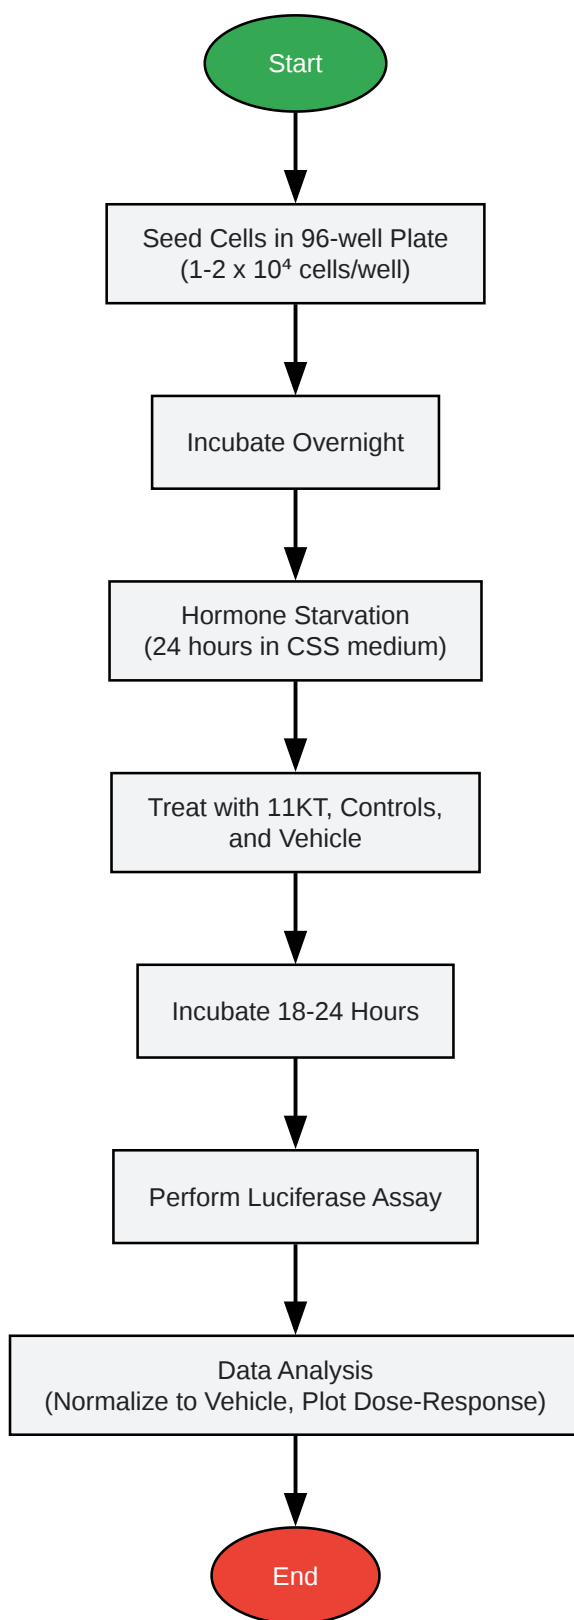 Start
Seed Cells in 96-well Plate
(1-2 x 10⁴ cells/well)
Incubate Overnight
Hormone Starvation
(24 hours in CSS medium)
Treat with 11KT, Controls,
and Vehicle
Incubate 18-24 Hours
Perform Luciferase Assay
Data Analysis
(Normalize to Vehicle, Plot Dose-Response)
End